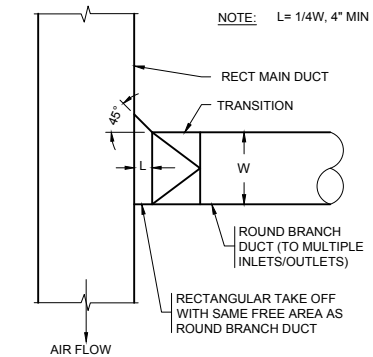 NOTE: L= 1/4W, 4" MIN
RECT MAIN DUCT
TRANSITION
45°
L
W
ROUND BRANCH
DUCT (TO MULTIPLE
INLETS/OUTLETS)
RECTANGULAR TAKE OFF
WITH SAME FREE AREA AS
ROUND BRANCH DUCT
AIR FLOW